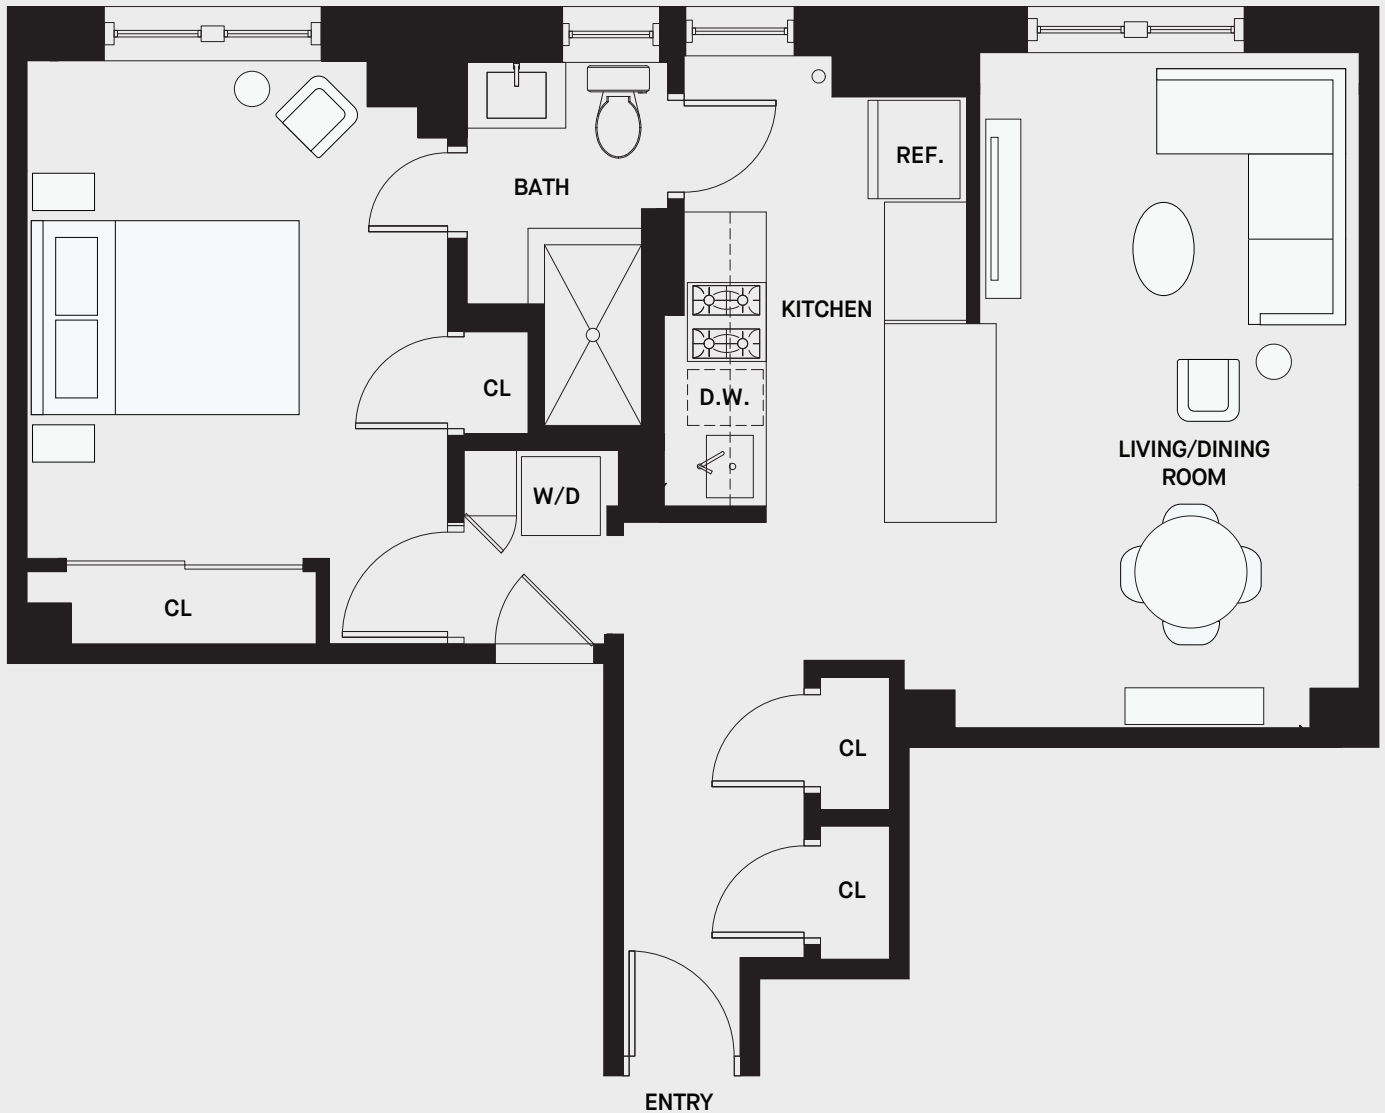 REF.
BATH
KITCHEN
CL
D.W.
LIVING/DINING
ROOM
W/D
CL
CL
CL
ENTRY